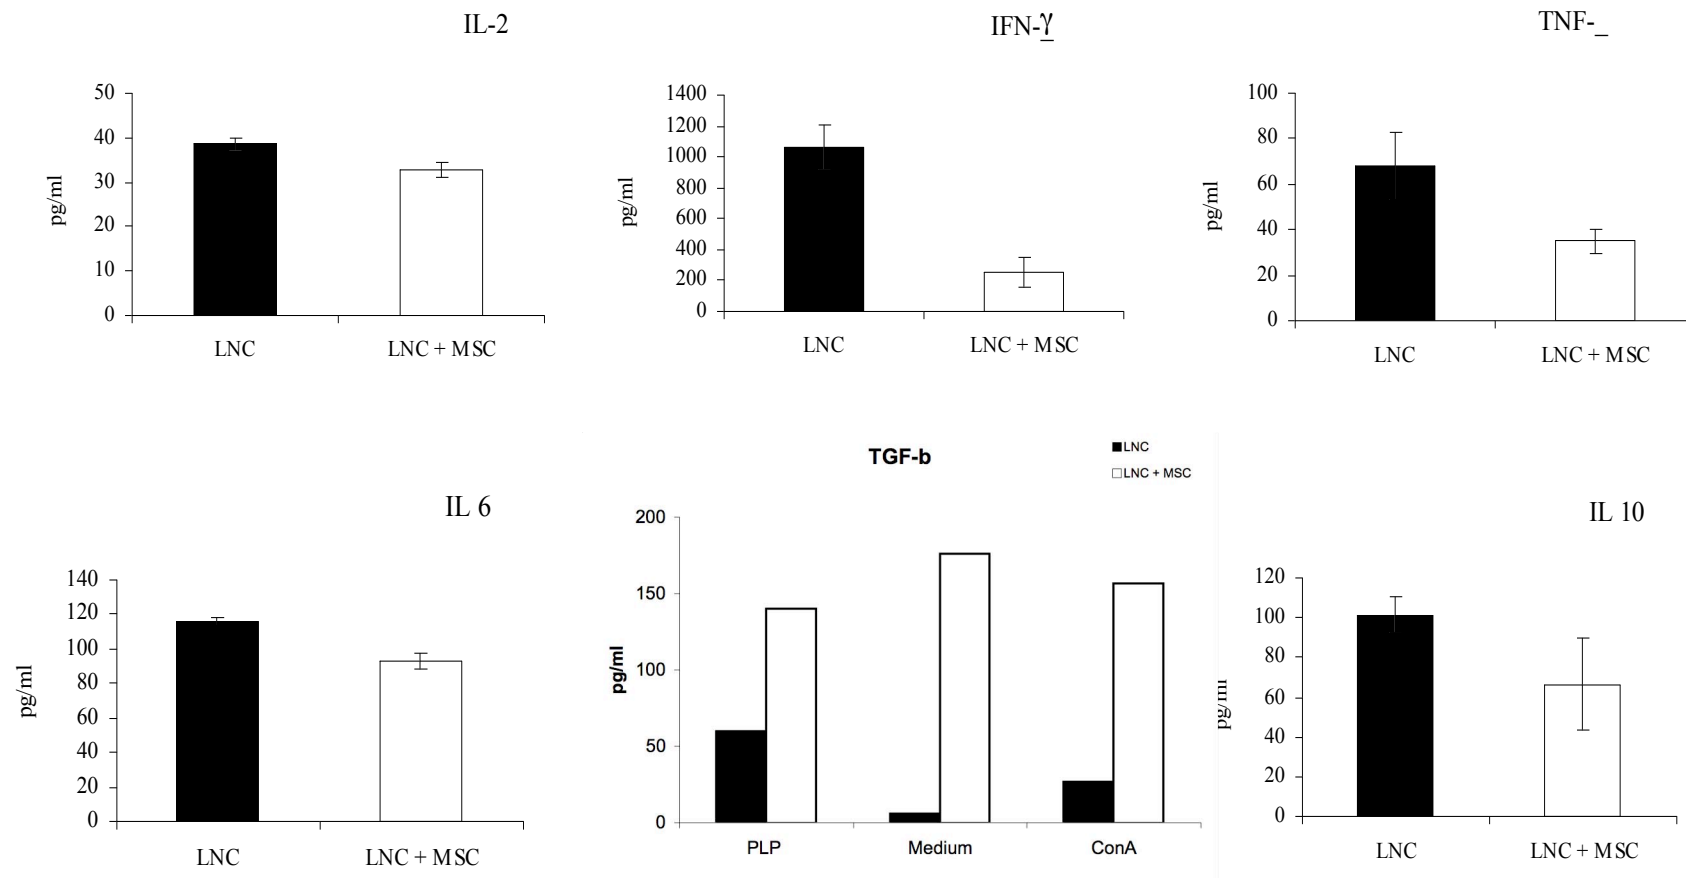 IL-2
IFN-γ
TNF-_
50
40
30
20
10
0
pg/ml
LNC
LNC + MSC
1400
1200
1000
800
600
400
200
0
pg/ml
LNC
LNC + MSC
100
80
60
40
20
0
pg/ml
LNC
LNC + MSC
IL 6
140
120
100
80
60
40
20
0
pg/ml
LNC
LNC + MSC
TGF-b
LNC
LNC + MSC
200
150
100
50
0
pg/ml
PLP
Medium
ConA
IL 10
120
100
80
60
40
20
0
pg/ml
LNC
LNC + MSC